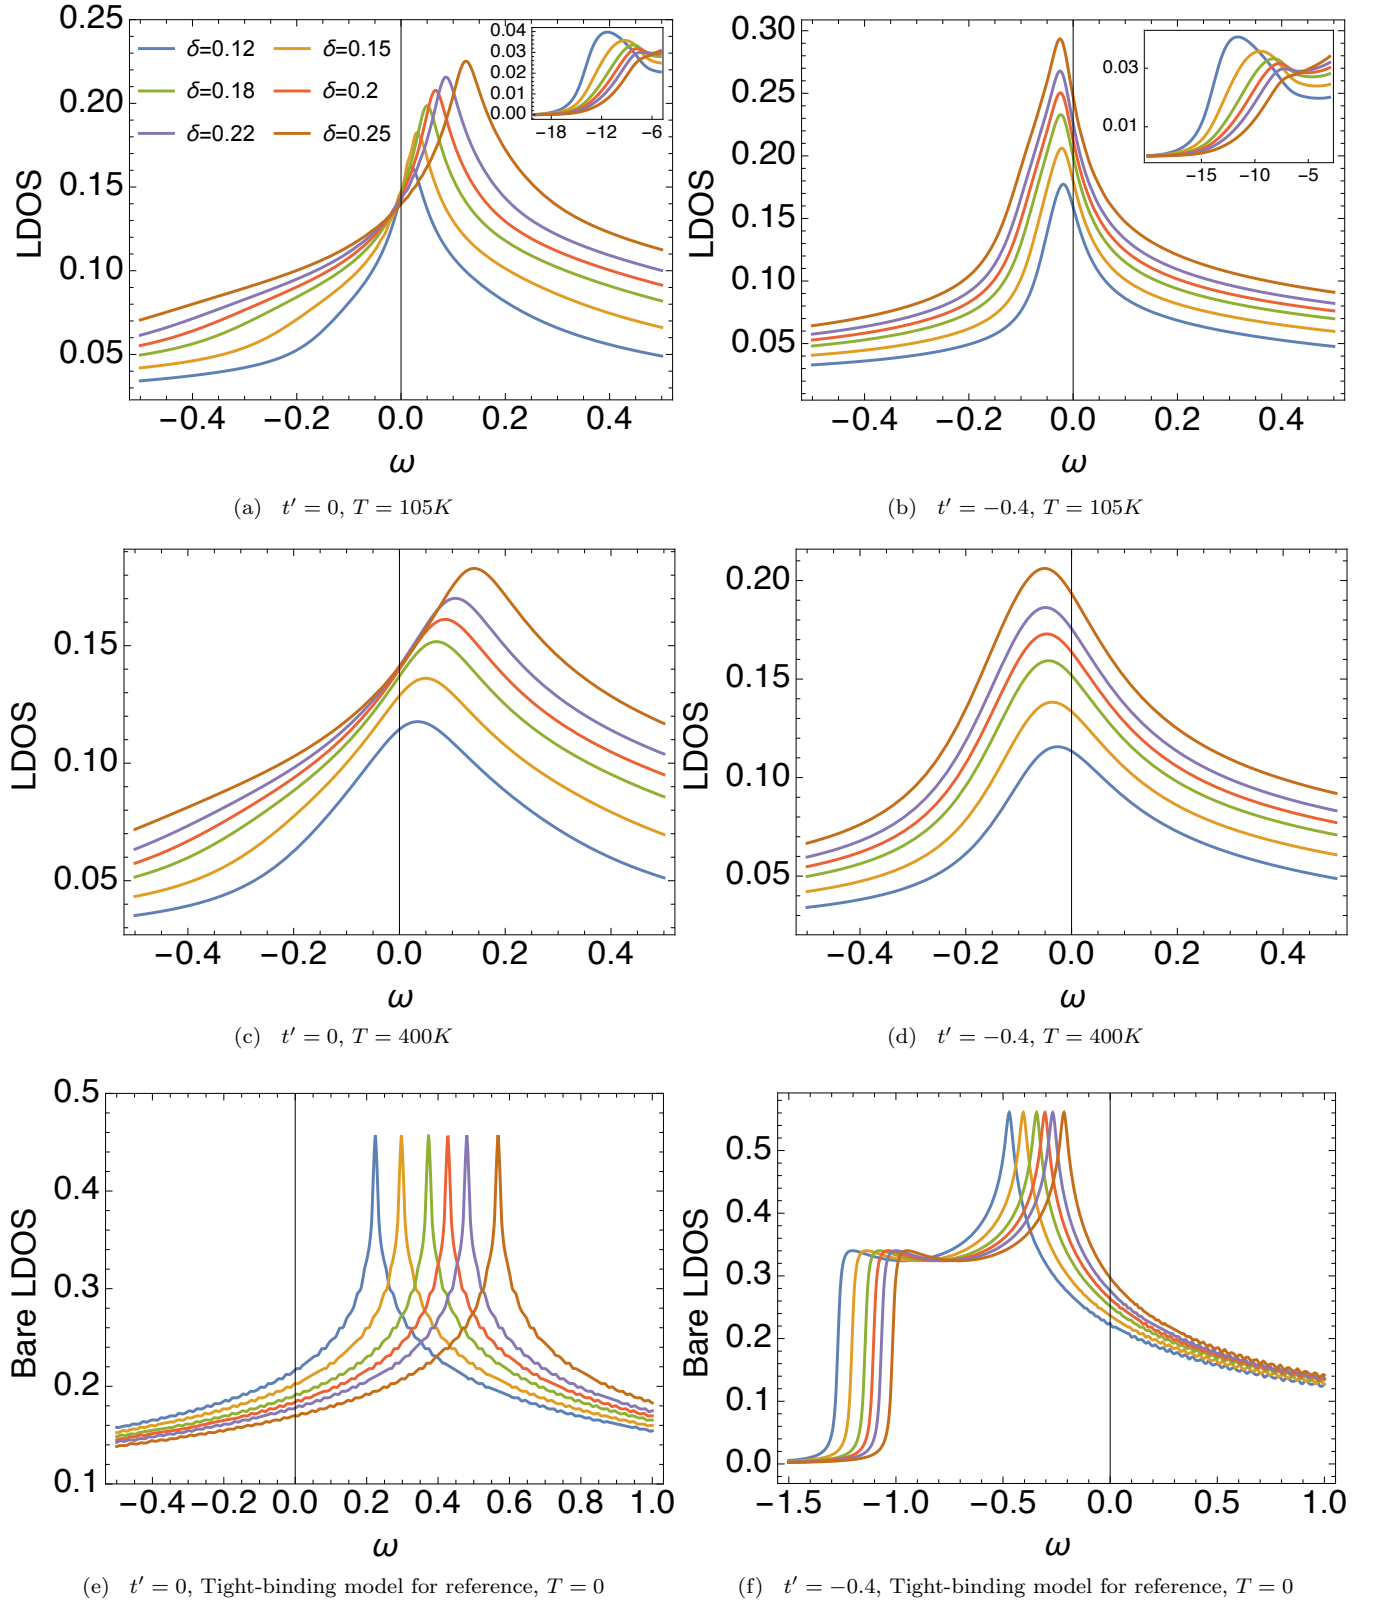 0.25
0.20
0.15
0.10
0.05
LDOS
δ=0.12 δ=0.15
δ=0.18 δ=0.2
δ=0.22 δ=0.25
0.04
0.03
0.02
0.01
0.00
−18 −12 −6
−0.4 −0.2 0.0 0.2 0.4
ω
(a) t′ = 0, T = 105K
0.30
0.25
0.20
0.15
0.10
0.05
LDOS
0.03
0.01
−15 −10 −5
−0.4 −0.2 0.0 0.2 0.4
ω
(b) t′ = −0.4, T = 105K
0.15
0.10
0.05
LDOS
−0.4 −0.2 0.0 0.2 0.4
ω
(c) t′ = 0, T = 400K
0.20
0.15
0.10
0.05
LDOS
−0.4 −0.2 0.0 0.2 0.4
ω
(d) t′ = −0.4, T = 400K
0.5
0.4
0.3
0.2
0.1
Bare LDOS
−0.4 −0.2 0.0 0.2 0.4 0.6 0.8 1.0
ω
(e) t′ = 0, Tight-binding model for reference, T = 0
0.5
0.4
0.3
0.2
0.1
0.0
Bare LDOS
−1.5 −1.0 −0.5 0.0 0.5 1.0
ω
(f) t′ = −0.4, Tight-binding model for reference, T = 0